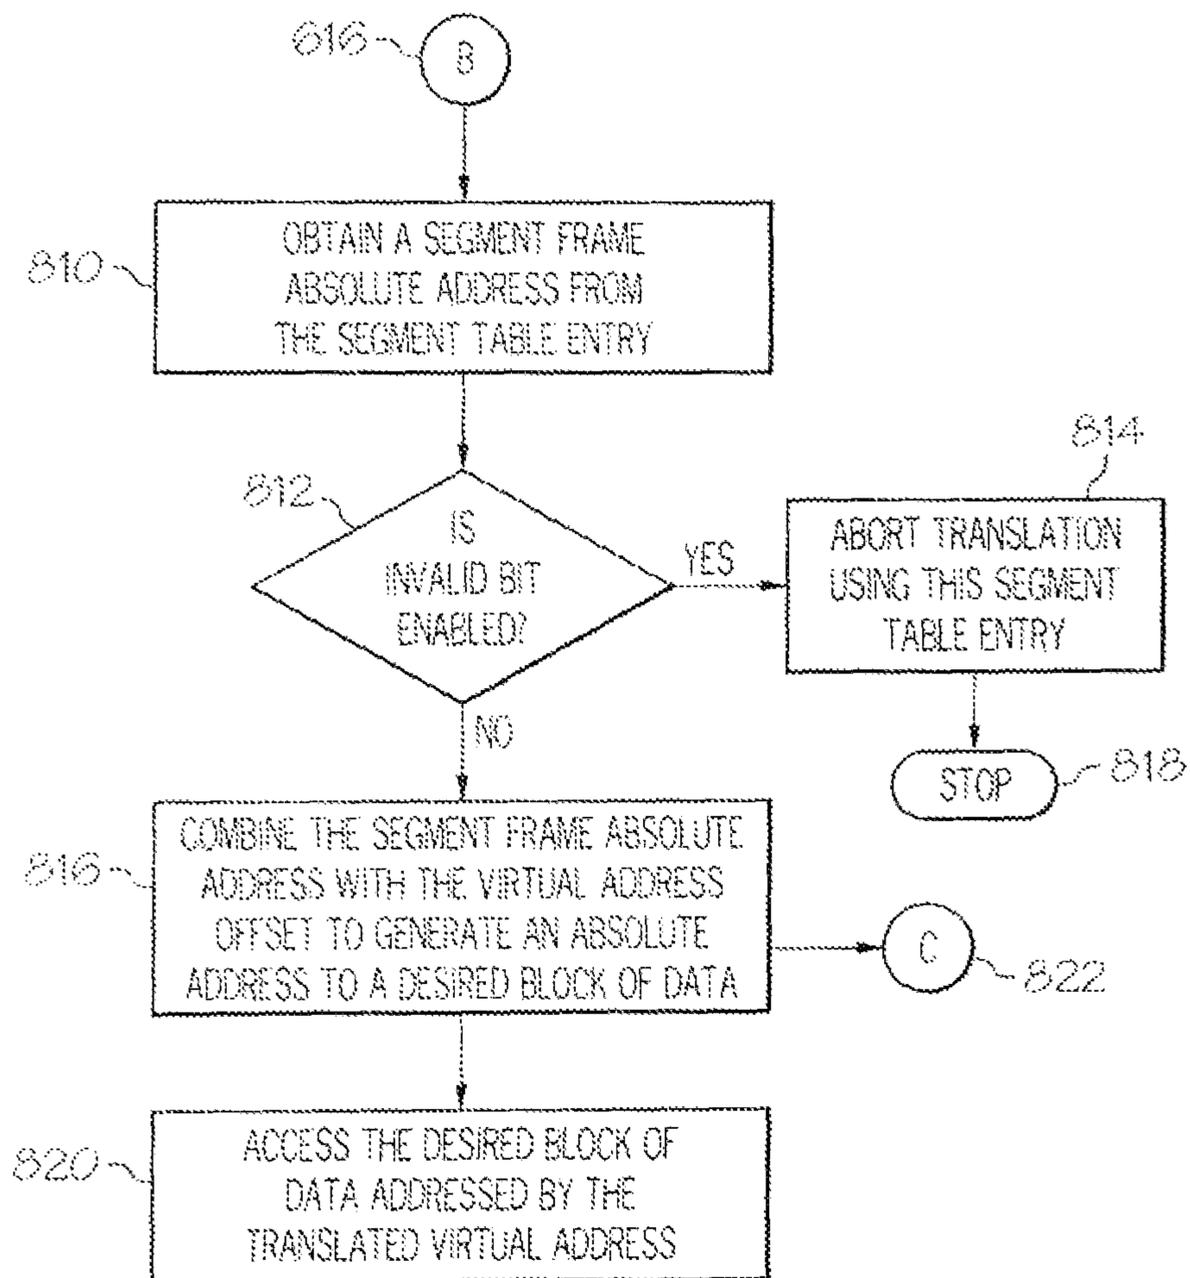 616
B
810
OBTAIN A SEGMENT FRAME
ABSOLUTE ADDRESS FROM
THE SEGMENT TABLE ENTRY
812
IS
INVALID BIT
ENABLED?
YES
814
ABORT TRANSLATION
USING THIS SEGMENT
TABLE ENTRY
NO
STOP
818
816
COMBINE THE SEGMENT FRAME ABSOLUTE
ADDRESS WITH THE VIRTUAL ADDRESS
OFFSET TO GENERATE AN ABSOLUTE
ADDRESS TO A DESIRED BLOCK OF DATA
C
822
820
ACCESS THE DESIRED BLOCK OF
DATA ADDRESSED BY THE
TRANSLATED VIRTUAL ADDRESS